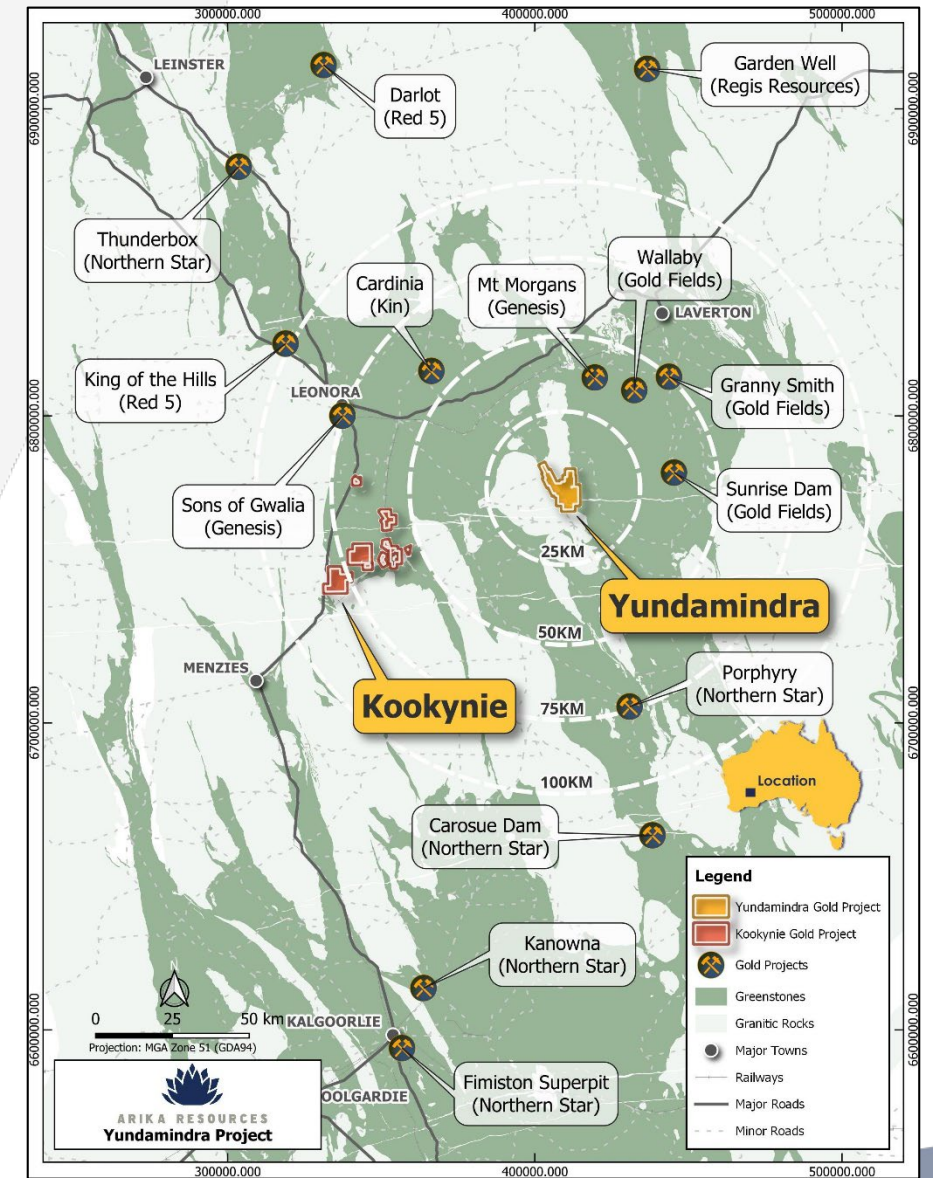 300000.000
400000.000
500000.000
6900000.000
6900000.000
LEINSTER
Darlot
(Red 5)
Garden Well
(Regis Resources)
Thunderbox
(Northern Star)
Cardinia
(Kin)
Mt Morgans
(Genesis)
Wallaby
(Gold Fields)
LAVERTON
King of the Hills
(Red 5)
LEONORA
Granny Smith
(Gold Fields)
6800000.000
6800000.000
Sons of Gwalia
(Genesis)
Sunrise Dam
(Gold Fields)
25KM
Yundamindra
50KM
MENZIES
Kookynie
Porphyry
(Northern Star)
75KM
6700000.000
6700000.000
100KM
Location
Carosue Dam
(Northern Star)
Legend
Yundamindra Gold Project
Kookynie Gold Project
Gold Projects
Greenstones
Granitic Rocks
Major Towns
Railways
Major Roads
Minor Roads
Kanowna
(Northern Star)
0 25 50 km
KALGOORLIE
Projection: MGA Zone 51 (GDA94)
6600000.000
6600000.000
Fimiston Superpit
(Northern Star)
OOLGARDIE
ARIKA RESOURCES
Yundamindra Project
300000.000
400000.000
500000.000